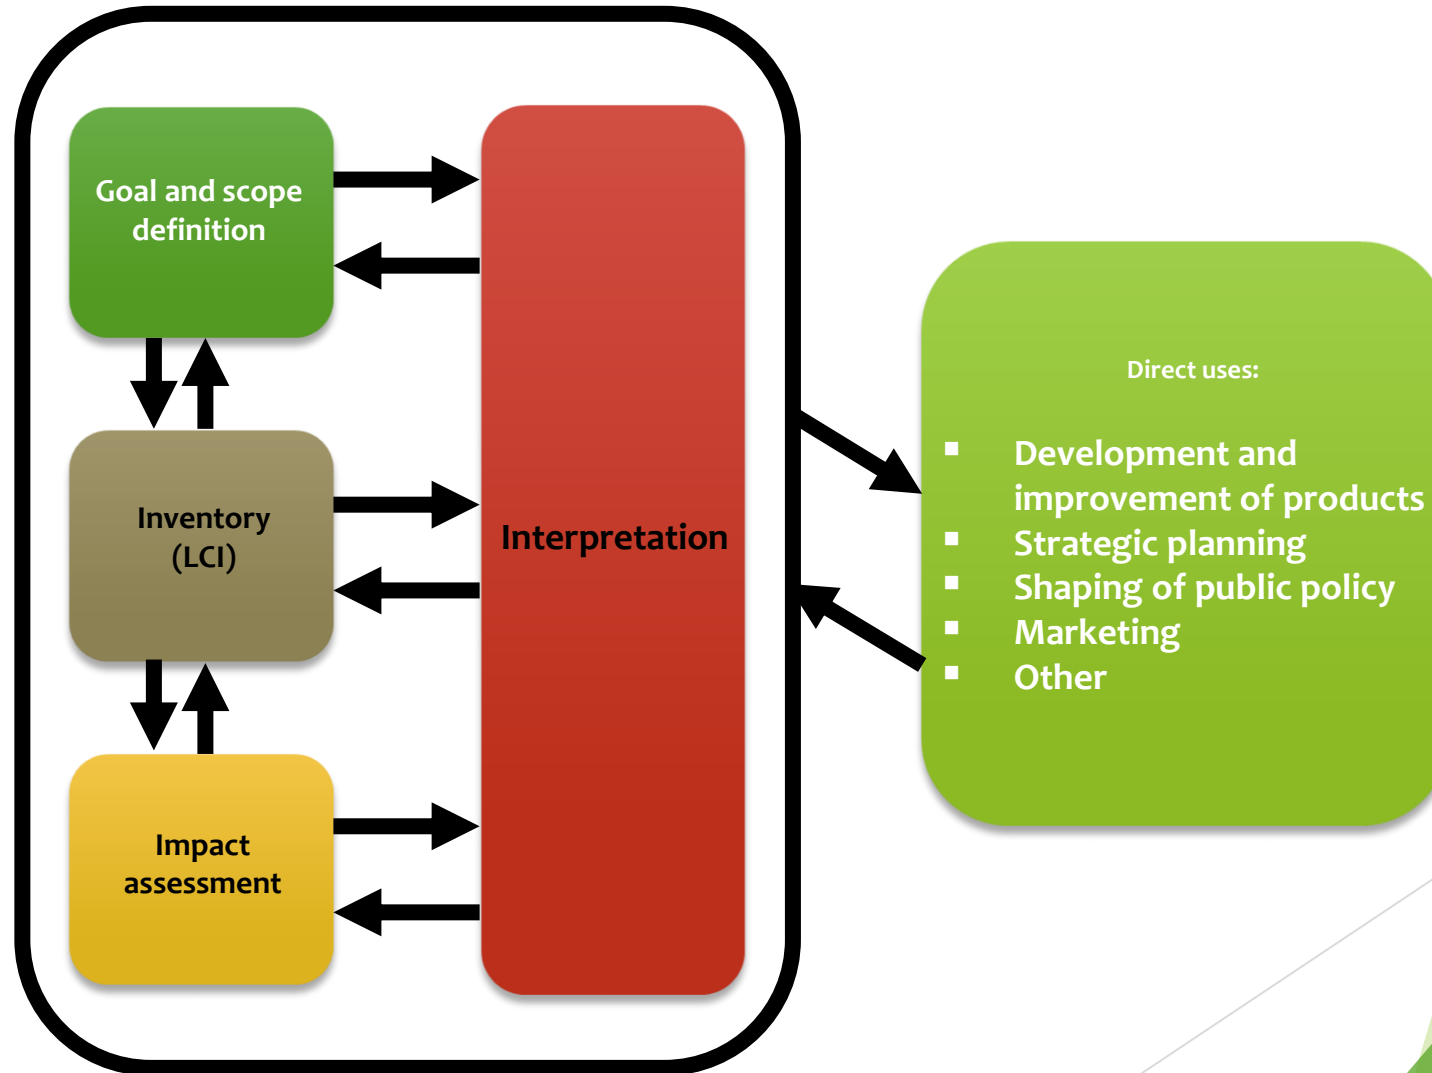 Goal and scope
definition
Inventory
(LCI)
Impact
assessment
Interpretation
Direct uses:
▪ Development and
improvement of products
▪ Strategic planning
▪ Shaping of public policy
▪ Marketing
▪ Other